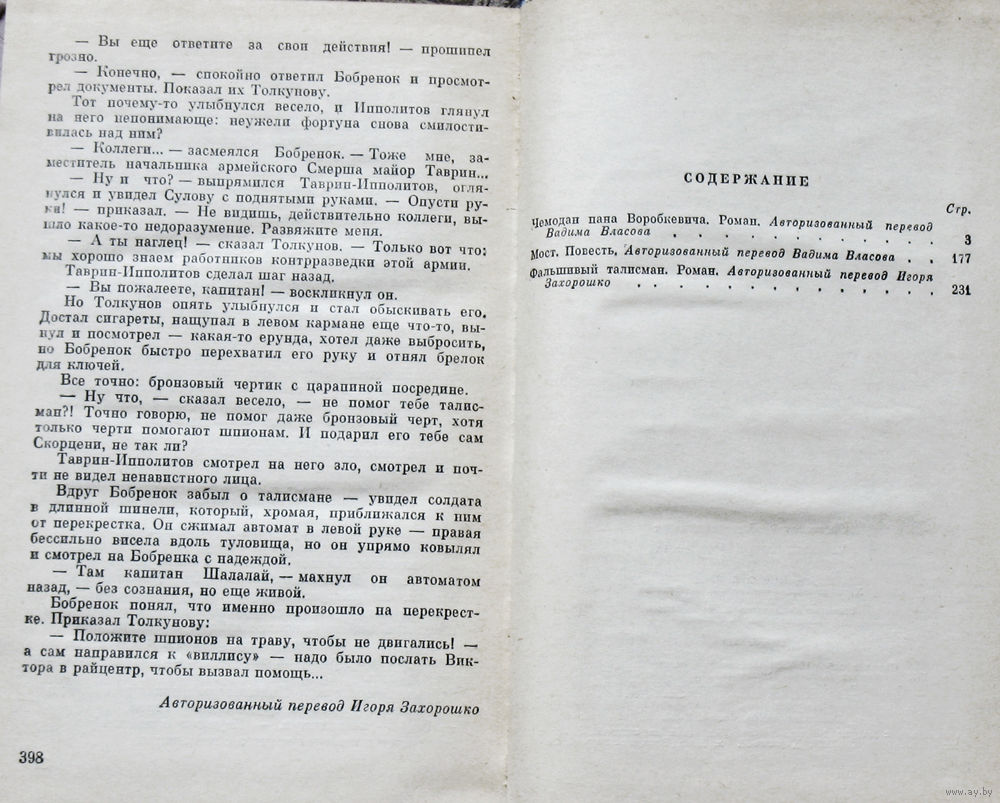 — Вы еще ответите за свои действия! — прошипел
грозно.
— Конечно, — спокойно ответил Бобренок и просмот-
рел документы. Показал их Толкунову.
Тот почему-то улыбнулся весело, и Ипполитов глянул
на него непонимающе: неужели фортуна снова смилости-
вилась над ним?
— Коллеги... — засмеялся Бобренок. — Тоже мне, за-
меститель начальника армейского Смерша майор Таврин...
— Ну и что? — выпрямился Таврин-Ипполитов, огля-
нулся и увидел Сулову с поднятыми руками. — Опусти ру-
ки! — приказал. — Не видишь, действительно коллеги, вы-
шло какое-то недоразумение. Развяжите меня.
— А ты наглец! — сказал Толкунов. — Только вот что:
мы хорошо знаем работников контрразведки этой армии.
Таврин-Ипполитов сделал шаг назад.
— Вы пожалеете, капитан! — воскликнул он.
Но Толкунов опять улыбнулся и стал обыскивать его.
Достал сигареты, нащупал в левом кармане еще что-то, вы-
нул и посмотрел — какая-то ерунда, хотел даже выбросить,
но Бобренок быстро перехватил его руку и отнял брелок
для ключей.
Все точно: бронзовый чертик с царапиной посредине.
— Ну что, — сказал весело, — не помог тебе талис-
ман?! Точно говорю, не помог даже бронзовый черт, хотя
только черти помогают шпионам. И подарил его тебе сам
Скорцени, не так ли?
Таврин-Ипполитов смотрел на него зло, смотрел и поч-
ти не видел ненавистного лица.
Вдруг Бобренок забыл о талисмане — увидел солдата
в длинной шинели, который, хромая, приближался к ним
от перекрестка. Он сжимал автомат в левой руке — правая
бессильно висела вдоль туловища, но он упрямо ковылял
и смотрел на Бобренка с надеждой.
— Там капитан Шалалай, — махнул он автоматом
назад, — без сознания, но еще живой.
Бобренок понял, что именно произошло на перекрест-
ке. Приказал Толкунову:
— Положите шпионов на траву, чтобы не двигались! —
а сам направился к «виллису» — надо было послать Вик-
тора в райцентр, чтобы вызвал помощь...
Авторизованный перевод Игоря Захорошко
398
СОДЕРЖАНИЕ
Стр.
Чемодан пана Воробкевича. Роман. Авторизованный перевод
Вадима Власова . . . . . . . . . . . . . 3
Мост. Повесть, Авторизованный перевод Вадима Власова . . 177
Фальшивый талисман. Роман. Авторизованный перевод Игоря
Захорошко . . . . . . . . . . . . . . 231
www.ay.by